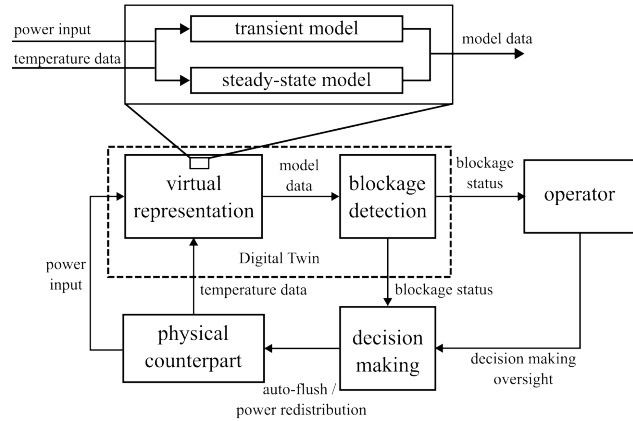 power input
temperature data
transient model
steady-state model
model data
virtual
representation
model
data
blockage
detection
blockage
status
operator
Digital Twin
power
input
temperature data
blockage status
physical
counterpart
decision
making
auto-flush /
power redistribution
decision making
oversight